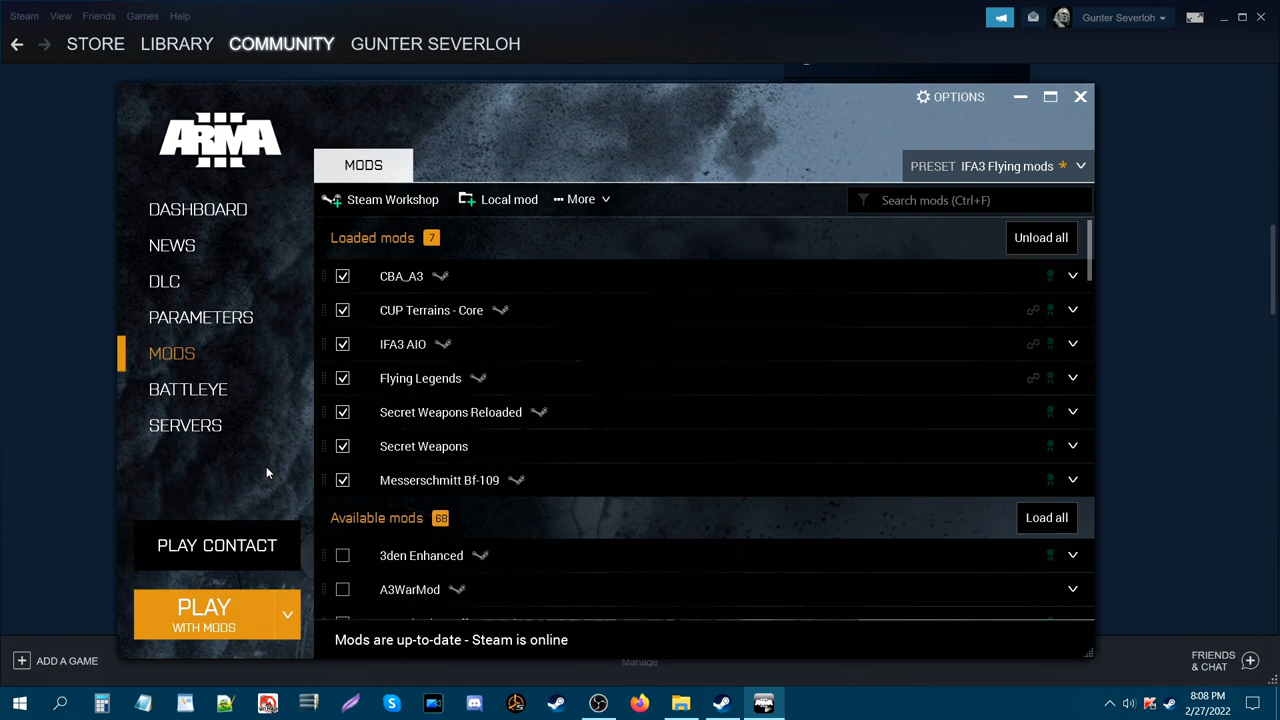 Steam View Friends Games Help
Gunter Severloh
STORE LIBRARY COMMUNITY GUNTER SEVERLOH
OPTIONS
ARMA III
MODS
PRESET IFA3 Flying mods *
Steam Workshop Local mod More
Search mods (Ctrl+F)
DASHBOARD
NEWS
DLC
PARAMETERS
MODS
BATTLEYE
SERVERS
Loaded mods 7
Unload all
CBA_A3
CUP Terrains - Core
IFA3 AIO
Flying Legends
Secret Weapons Reloaded
Secret Weapons
Messerschmitt Bf-109
Available mods 68
Load all
3den Enhanced
A3WarMod
PLAY CONTACT
PLAY
WITH MODS
Mods are up-to-date - Steam is online
ADD A GAME
Manage
FRIENDS
& CHAT
8:08 PM
2/27/2022